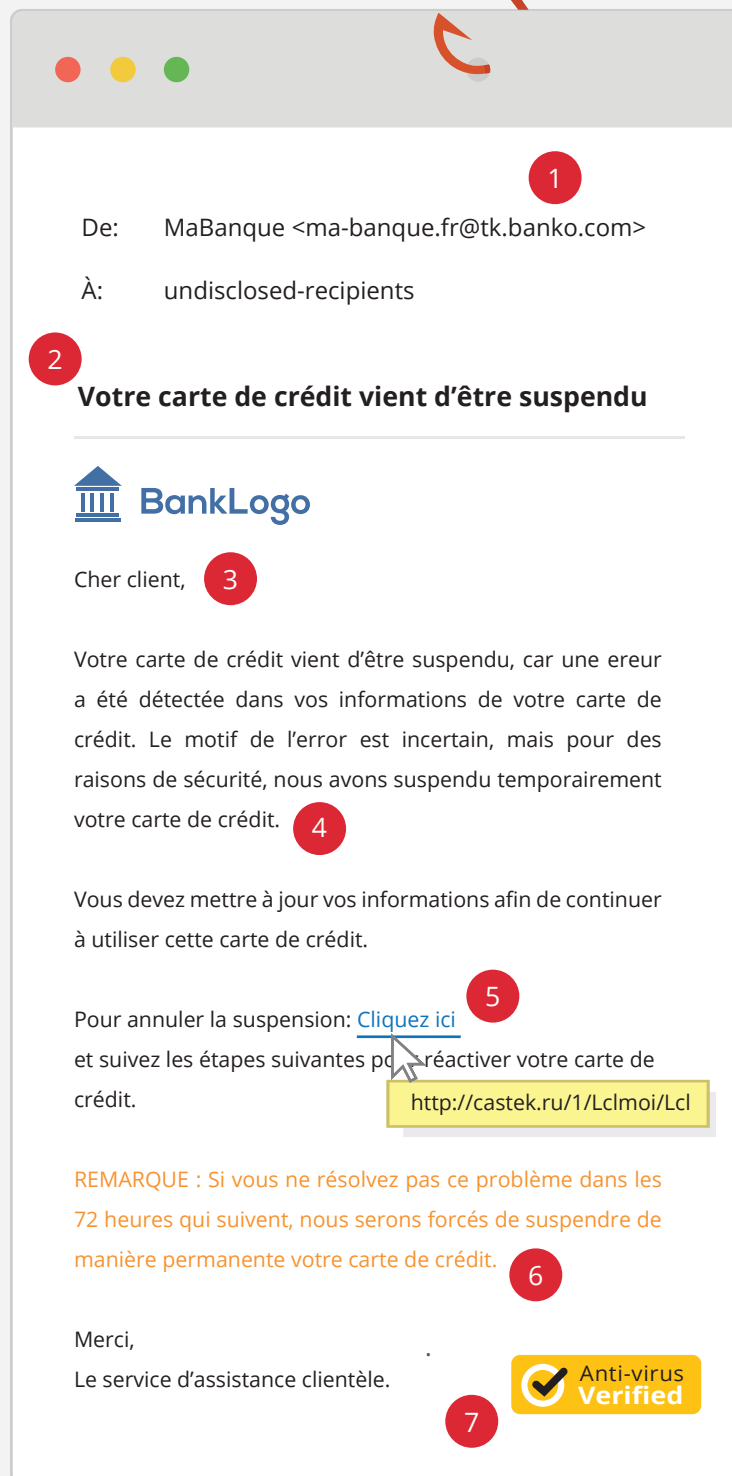 1
De: MaBanque <ma-banque.fr@tk.banko.com>
À: undisclosed-recipients
2
Votre carte de crédit vient d’être suspendu
BankLogo
Cher client, 3
Votre carte de crédit vient d’être suspendu, car une ereur
a été détectée dans vos informations de votre carte de
crédit. Le motif de l’error est incertain, mais pour des
raisons de sécurité, nous avons suspendu temporairement
votre carte de crédit. 4
Vous devez mettre à jour vos informations afin de continuer
à utiliser cette carte de crédit.
5
Pour annuler la suspension: Cliquez ici
et suivez les étapes suivantes réactiver votre carte de
crédit.
http://castek.ru/1/Lclmoi/Lcl
REMARQUE : Si vous ne résolvez pas ce problème dans les
72 heures qui suivent, nous serons forcés de suspendre de
manière permanente votre carte de crédit. 6
Merci,
Le service d’assistance clientèle.
Anti-virus
Verified
7